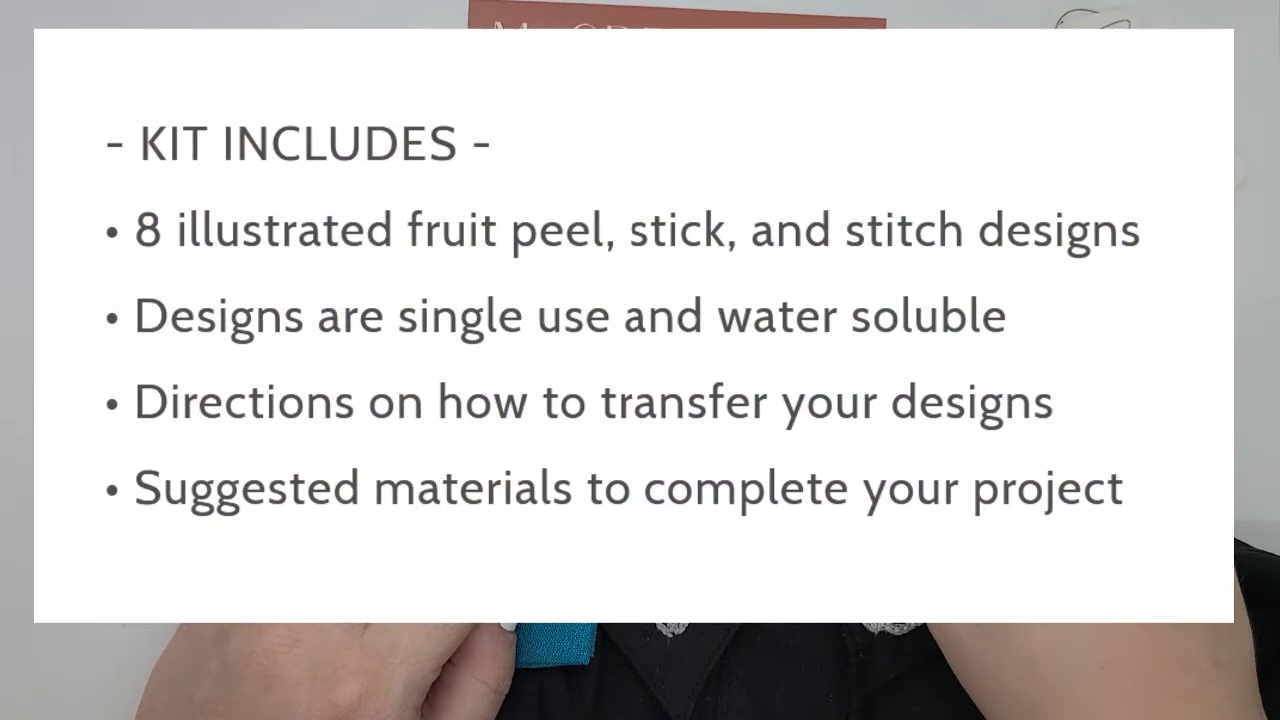 - KIT INCLUDES -
• 8 illustrated fruit peel, stick, and stitch designs
• Designs are single use and water soluble
• Directions on how to transfer your designs
• Suggested materials to complete your project